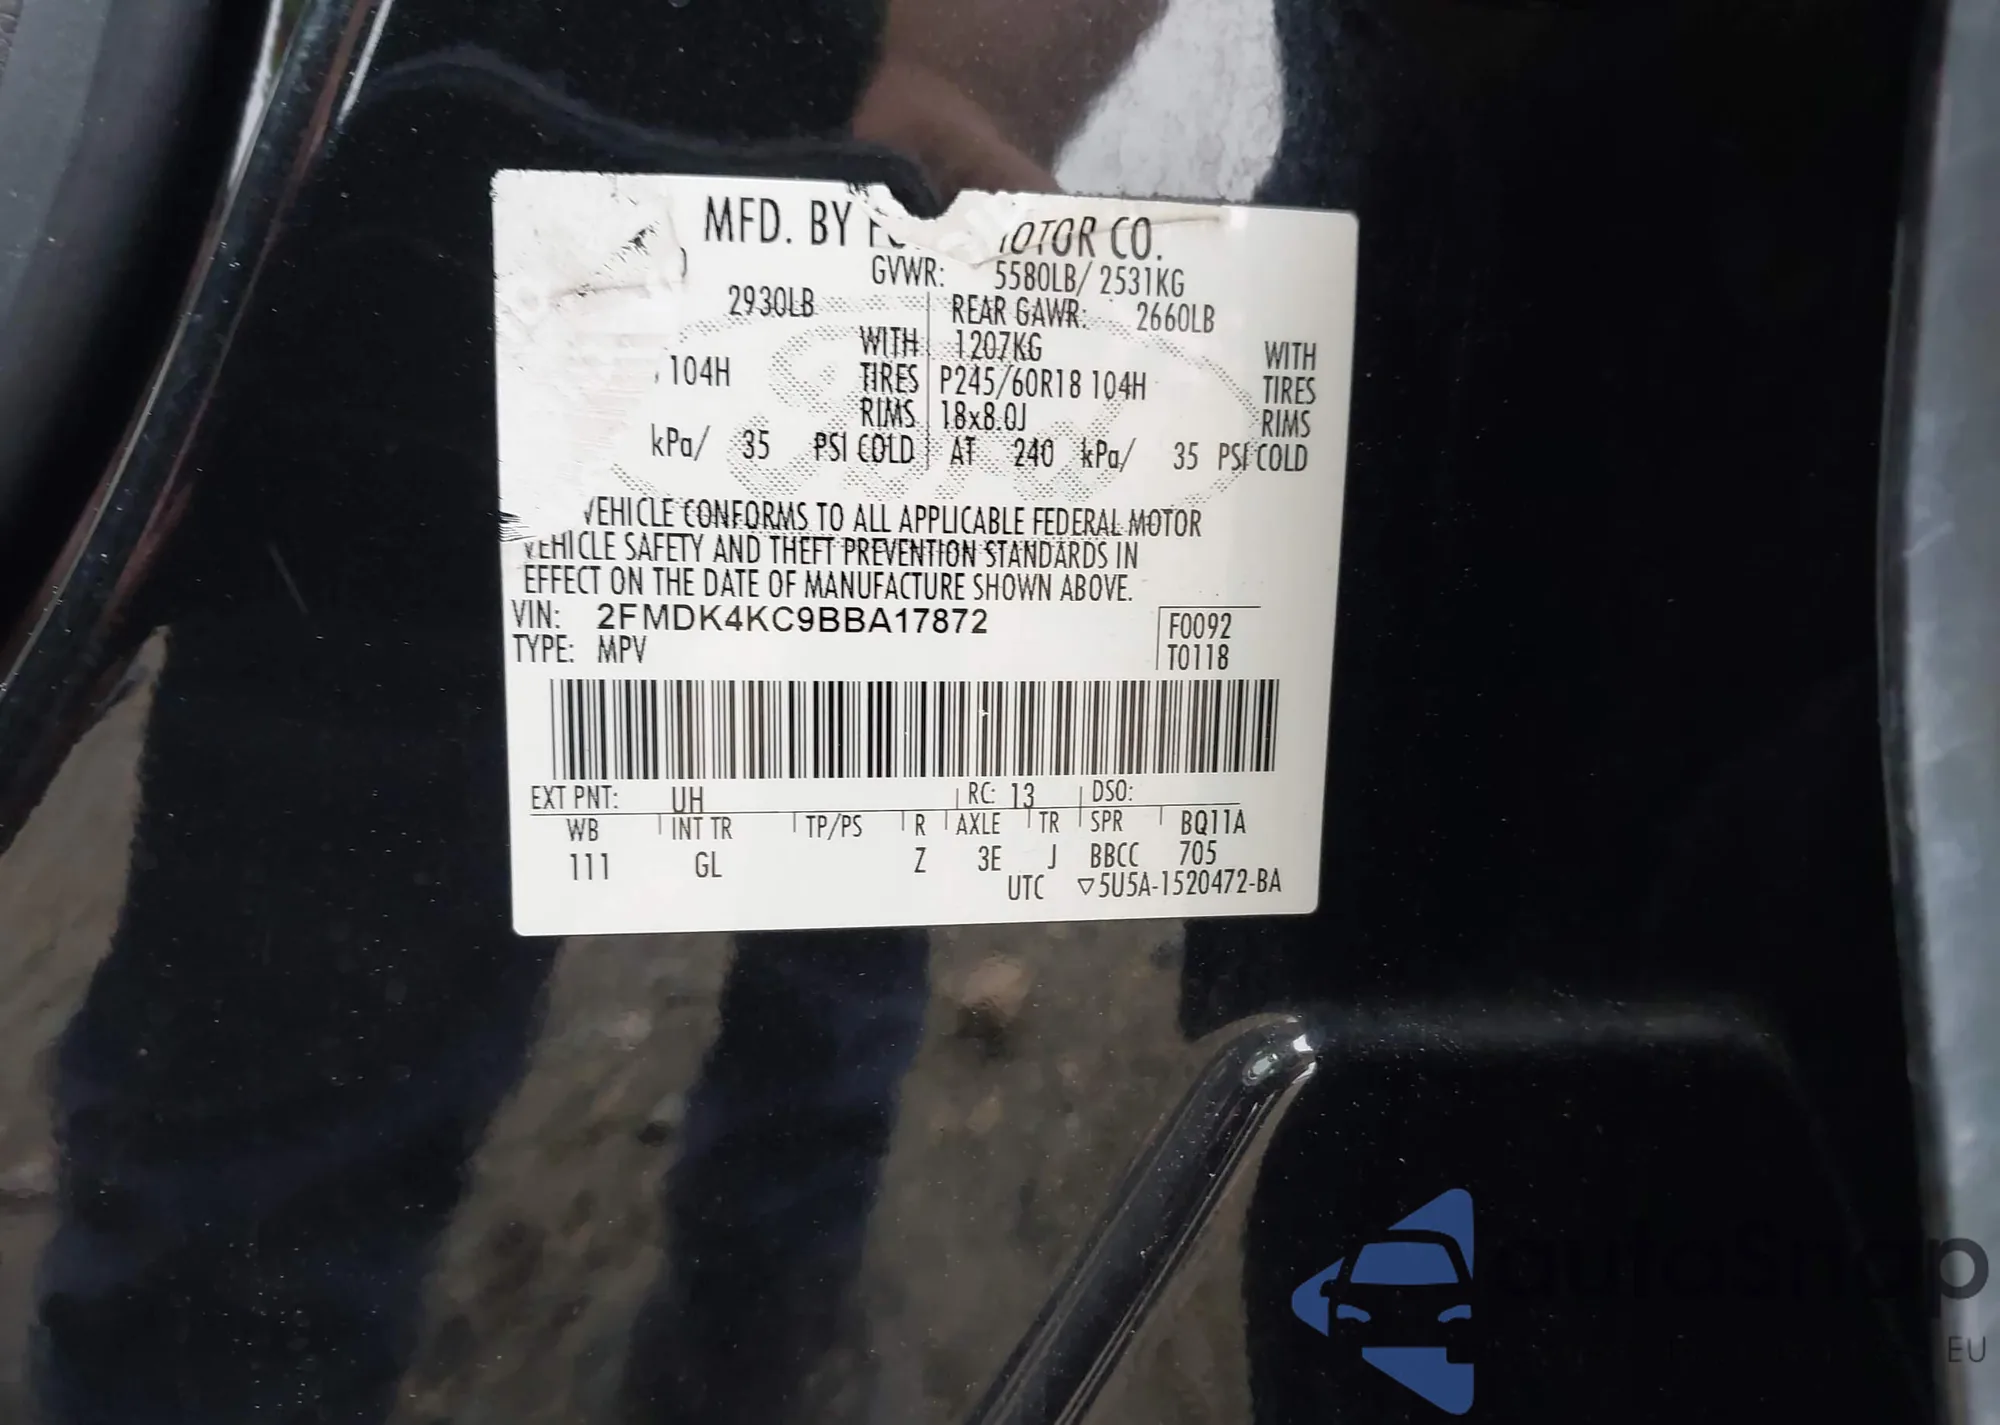 MFD. BY MOTOR CO.
GVWR: 5580LB/ 2531KG
2930LB REAR GAWR: 2660LB
WITH 1207KG WITH
104H TIRES P245/60R18 104H TIRES
RIMS 18x8.0J RIMS
kPa/ 35 PSI COLD AT 240 kPa/ 35 PSI COLD
VEHICLE CONFORMS TO ALL APPLICABLE FEDERAL MOTOR
VEHICLE SAFETY AND THEFT PREVENTION STANDARDS IN
EFFECT ON THE DATE OF MANUFACTURE SHOWN ABOVE.
VIN: 2FMDK4KC9BBA17872 F0092
TYPE: MPV T0118
EXT PNT: UH RC: 13 DSO:
WB INT TR TP/PS R AXLE TR SPR BQ11A
111 GL Z 3E J BBCC 705
UTC ▽5U5A-1520472-BA
autosnap
EU